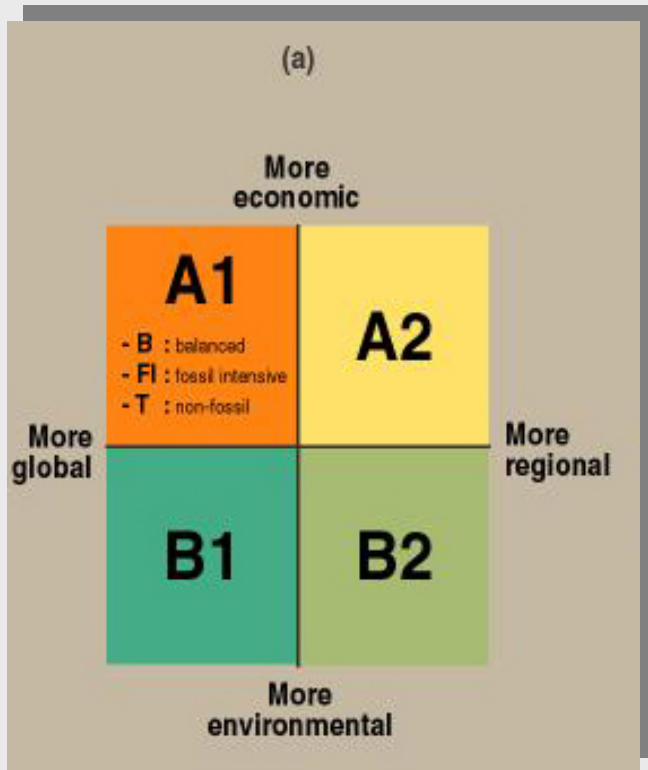 (a)
More
economic
A1
- B : balanced
- FI : fossil intensive
- T : non-fossil
A2
More
global
More
regional
B1
B2
More
environmental